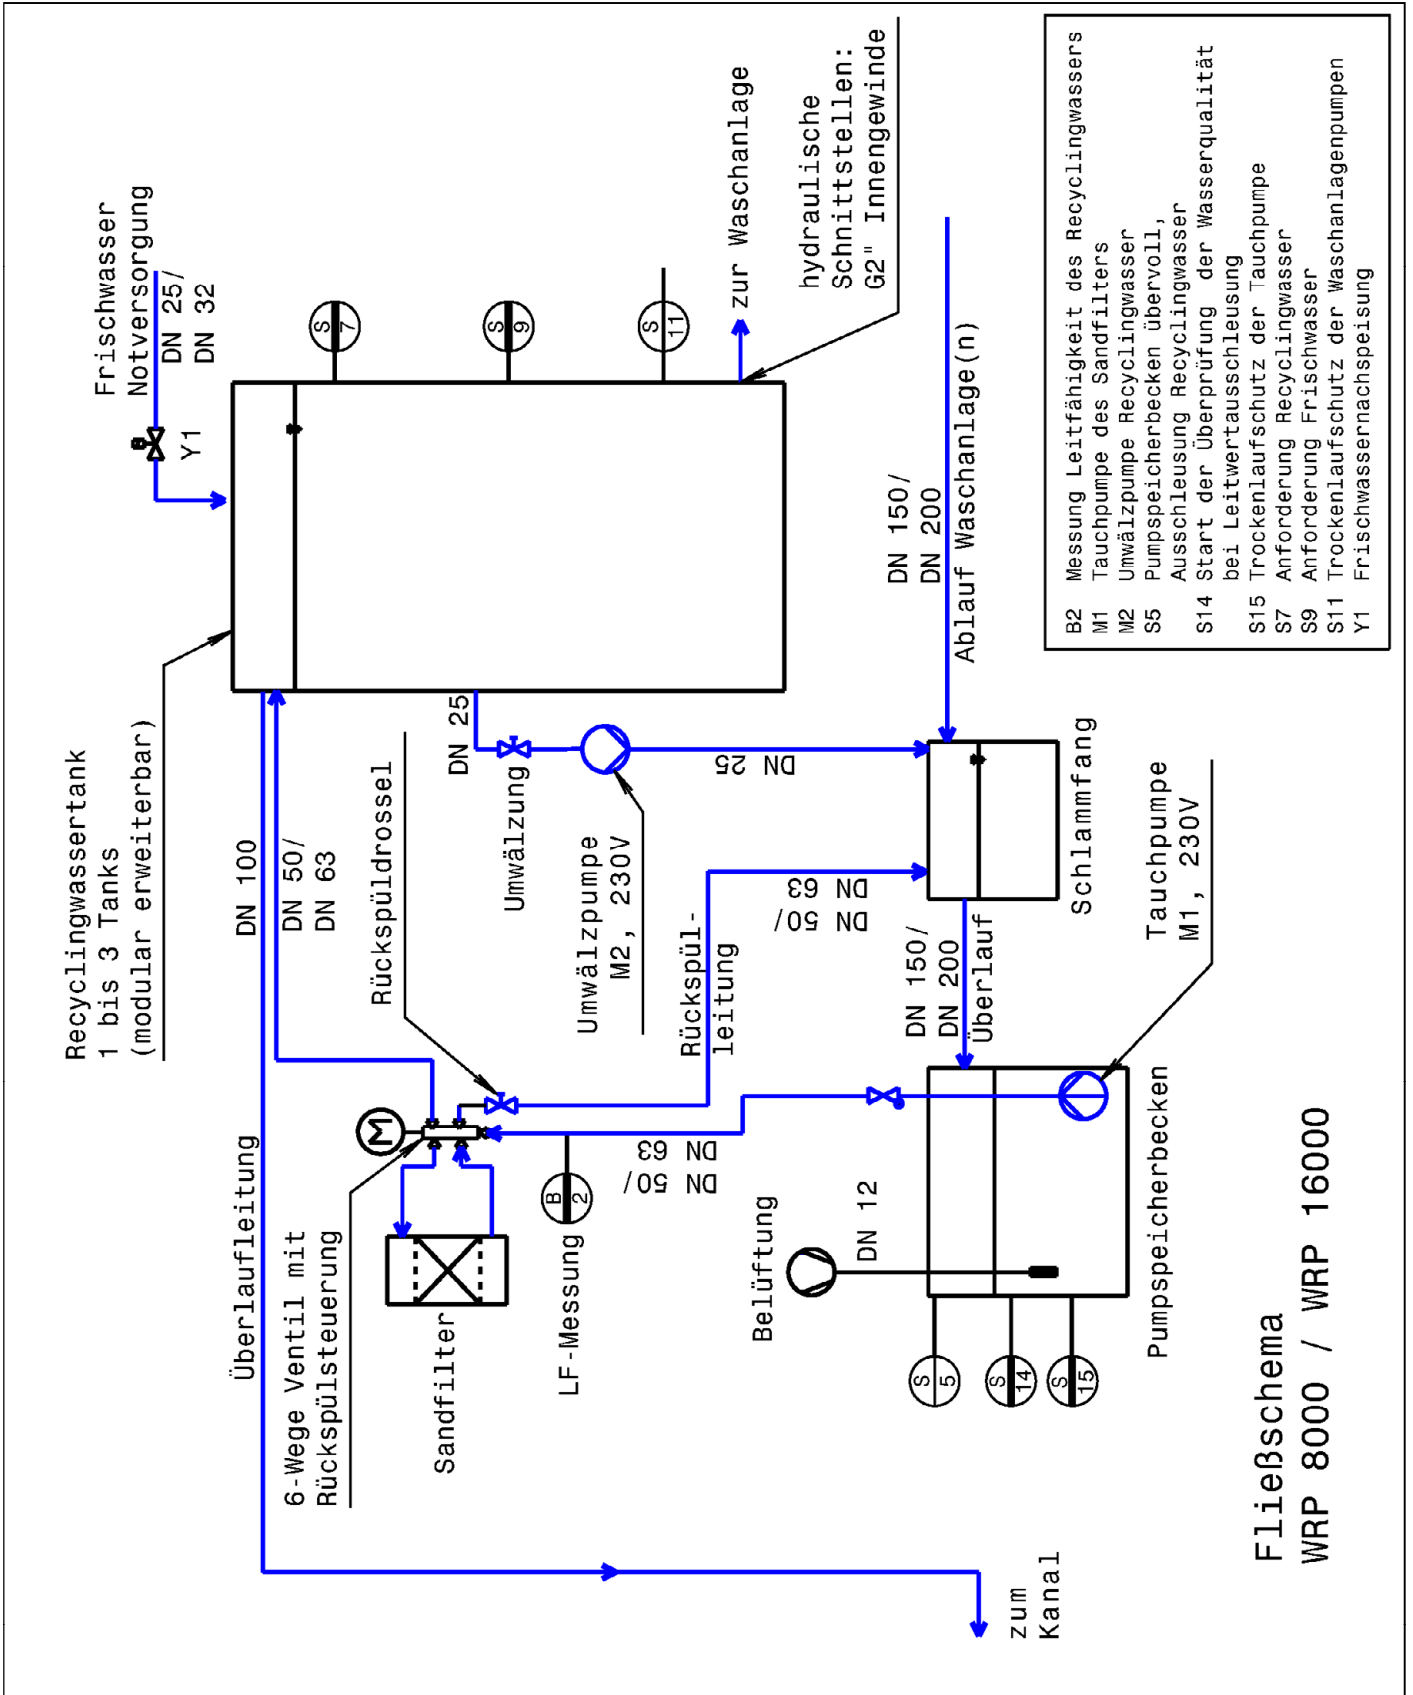 Recyclingwassertank
1 bis 3 Tanks
(modular erweiterbar)
Frischwasser
Notversorgung
DN 25/
DN 32
Y1
S
7
S
9
S
11
zur Waschanlage
hydraulische
Schnittstellen:
G2" Innengewinde
Überlaufleitung
DN 100
DN 50/
DN 63
6-Wege Ventil mit
Rückspülsteuerung
M
Rückspüldrossel
DN 25
Umwälzung
DN 25
Umwälzpumpe
M2, 230V
Sandfilter
B
2
LF-Messung
DN 50/
DN 63
Rückspül-
leitung
DN 50/
DN 63
DN 150/
DN 200
Ablauf Waschanlage(n)
Schlammfang
DN 150/
DN 200
Überlauf
Tauchpumpe
M1, 230V
Belüftung
DN 12
S
5
S
14
S
15
Pumpspeicherbecken
zum
Kanal
B2 Messung Leitfähigkeit des Recyclingwassers
M1 Tauchpumpe des Sandfilters
M2 Umwälzpumpe Recyclingwasser
S5 Pumpspeicherbecken übervoll,
Ausschleusung Recyclingwasser
S14 Start der Überprüfung der Wasserqualität
bei Leitwertausschleusung
S15 Trockenlaufschutz der Tauchpumpe
S7 Anforderung Recyclingwasser
S9 Anforderung Frischwasser
S11 Trockenlaufschutz der Waschanlagenpumpen
Y1 Frischwassernachspeisung
Fließschema
WRP 8000 / WRP 16000